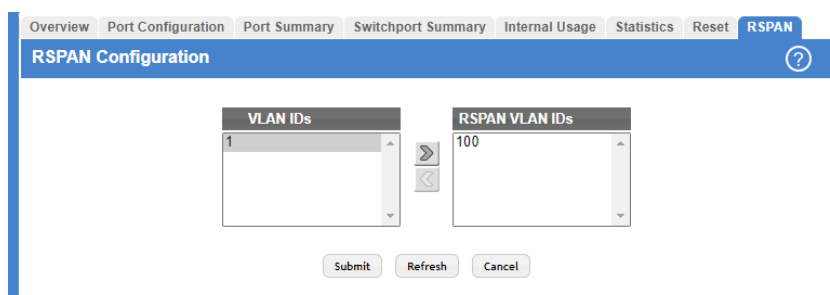 Overview Port Configuration Port Summary Switchport Summary Internal Usage Statistics Reset RSPAN
RSPAN Configuration ?
VLAN IDs RSPAN VLAN IDs
1 100
Submit Refresh Cancel